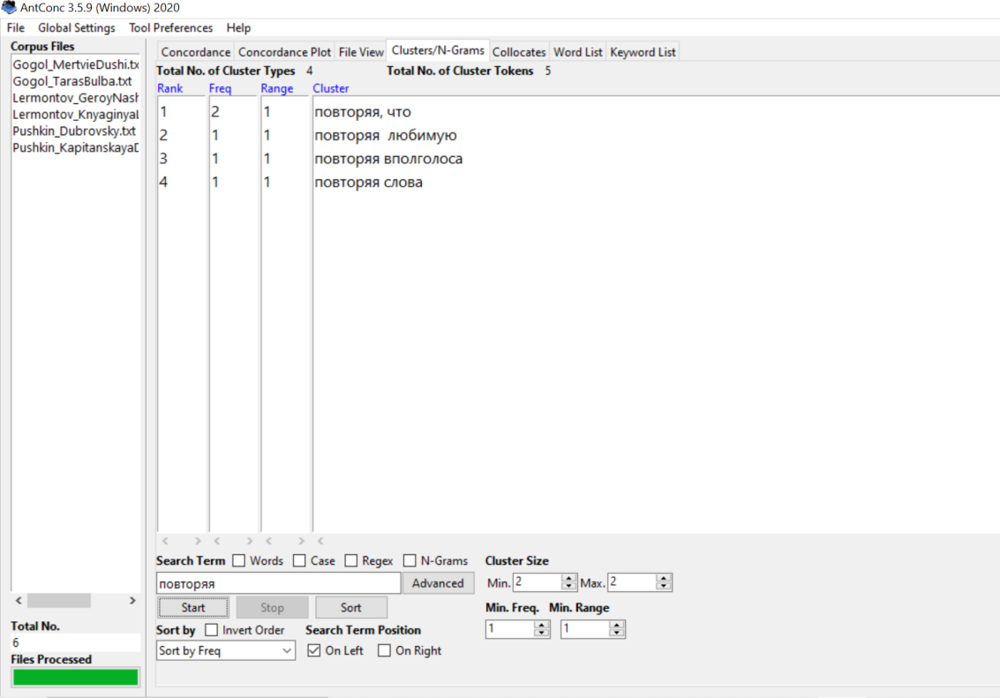 AntConc 3.5.9 (Windows) 2020
File Global Settings Tool Preferences Help
Corpus Files
Gogol_MertvieDushi.tx
Gogol_TarasBulba.txt
Lermontov_GeroyNash
Lermontov_KnyaginyaL
Pushkin_Dubrovsky.txt
Pushkin_KapitanskayaD
Total No.
6
Files Processed
Concordance Concordance Plot File View Clusters/N-Grams Collocates Word List Keyword List
Total No. of Cluster Types 4 Total No. of Cluster Tokens 5
Rank Freq Range Cluster
1 2 1 повторяя, что
2 1 1 повторяя  любимую
3 1 1 повторяя вполголоса
4 1 1 повторяя слова
Search Term Words Case Regex N-Grams Cluster Size
повторяя Advanced Min. 2 Max. 2
Start Stop Sort Min. Freq. Min. Range
Sort by Invert Order Search Term Position 1 1
Sort by Freq On Left On Right